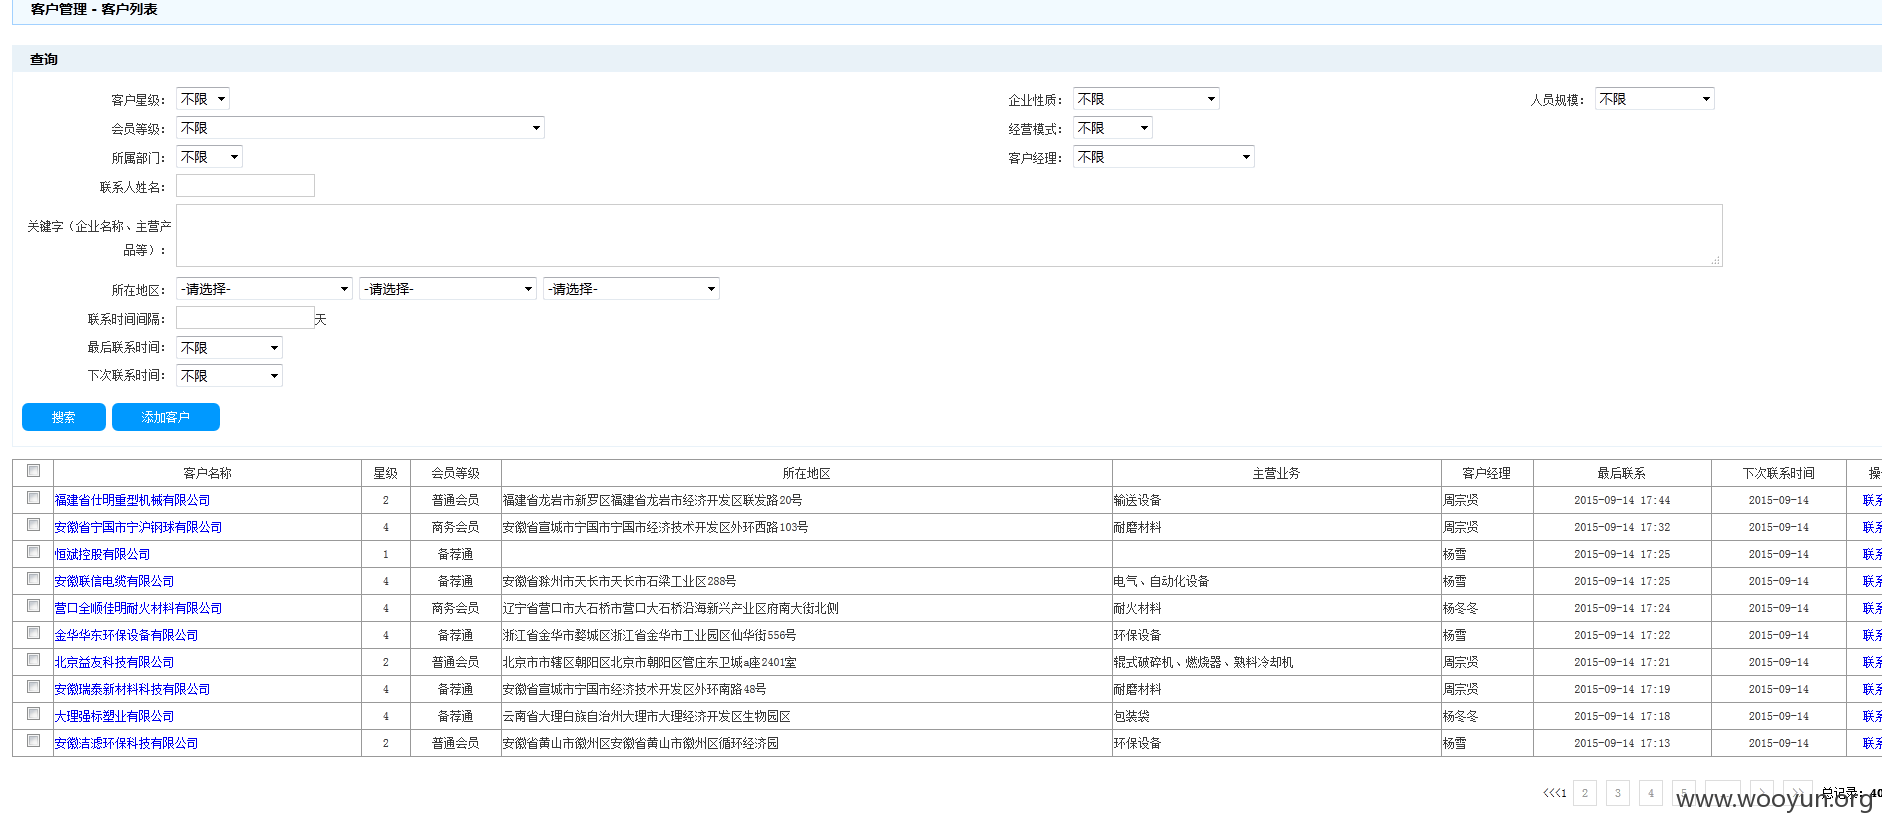 客户管理 - 客户列表
查询
客户星级： 不限 企业性质： 不限 人员规模： 不限
会员等级： 不限 经营模式： 不限
所属部门： 不限 客户经理： 不限
联系人姓名：
关键字（企业名称、主营产
品等）：
所在地区： -请选择- -请选择- -请选择-
联系时间间隔： 天
最后联系时间： 不限
下次联系时间： 不限
搜索 添加客户
客户名称 星级 会员等级 所在地区 主营业务 客户经理 最后联系 下次联系时间
福建省仕明重型机械有限公司 2 普通会员 福建省龙岩市新罗区福建省龙岩市经济开发区联发路20号 输送设备 周宗贤 2015-09-14 17:44 2015-09-14 联系
安徽省宁国市宁沪钢球有限公司 4 商务会员 安徽省宣城市宁国市宁国市经济技术开发区外环西路103号 耐磨材料 周宗贤 2015-09-14 17:32 2015-09-14 联系
恒诚控股有限公司 1 备荐通 杨雪 2015-09-14 17:25 2015-09-14 联系
安徽联信电缆有限公司 4 备荐通 安徽省滁州市天长市天长市石梁工业区288号 电气、自动化设备 杨雪 2015-09-14 17:25 2015-09-14 联系
营口全顺佳明耐火材料有限公司 4 商务会员 辽宁省营口市大石桥市营口大石桥沿海新兴产业区府南大街北侧 耐火材料 杨冬冬 2015-09-14 17:24 2015-09-14 联系
金华华东环保设备有限公司 4 备荐通 浙江省金华市婺城区浙江省金华市工业园区仙华街556号 环保设备 杨雪 2015-09-14 17:22 2015-09-14 联系
北京益友科技有限公司 2 普通会员 北京市市辖区朝阳区北京市朝阳区管庄东卫城a座2401室 辊式破碎机、燃烧器、熟料冷却机 周宗贤 2015-09-14 17:21 2015-09-14 联系
安徽瑞泰新材料科技有限公司 4 备荐通 安徽省宣城市宁国市经济技术开发区外环南路48号 耐磨材料 周宗贤 2015-09-14 17:19 2015-09-14 联系
大理强标塑业有限公司 4 备荐通 云南省大理白族自治州大理市大理经济开发区生物园区 包装袋 杨冬冬 2015-09-14 17:18 2015-09-14 联系
安徽洁滤环保科技有限公司 2 普通会员 安徽省黄山市徽州区安徽省黄山市徽州区循环经济园 环保设备 杨雪 2015-09-14 17:13 2015-09-14 联系
<<<1 2 3 4 5 > >> 总记录：40
www.wooyun.org